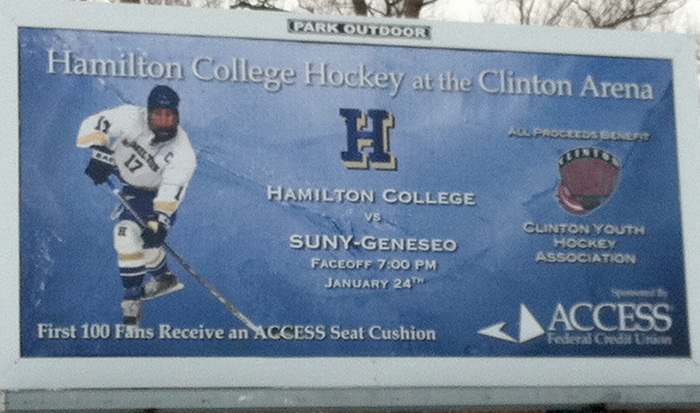 PARK OUTDOOR
Hamilton College Hockey at the Clinton Arena
H
ALL PROCEEDS BENEFIT
CLINTON
HAMILTON
17
C
11
H
HAMILTON COLLEGE
VS
SUNY-GENESEO
FACEOFF 7:00 PM
JANUARY 24TH
CLINTON YOUTH
HOCKEY
ASSOCIATION
Sponsored By
ACCESS
Federal Credit Union
First 100 Fans Receive an ACCESS Seat Cushion